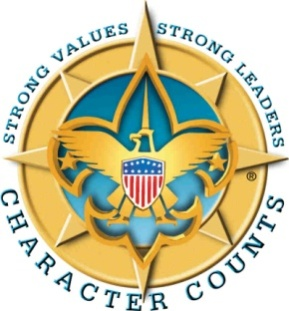 STRONG VALUES STRONG LEADERS
CHARACTER COUNTS
®